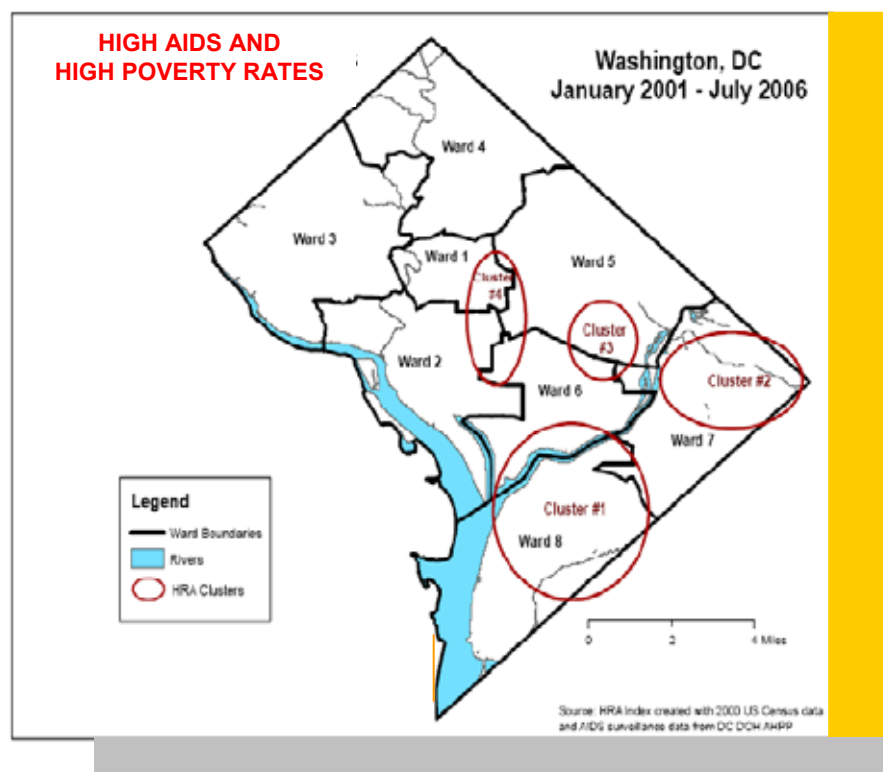 HIGH AIDS AND
HIGH POVERTY RATES
Washington, DC
January 2001 - July 2006
Ward 4
Ward 3
Ward 1
Ward 5
Cluster
#4
Cluster
#3
Ward 2
Cluster #2
Ward 6
Ward 7
Cluster #1
Ward 8
Legend
Ward Boundaries
Rivers
HRA Clusters
0 2 4 Miles
Source: HRA Index created with 2000 US Census data
and AIDS surveillance data from DC DOH AHPP